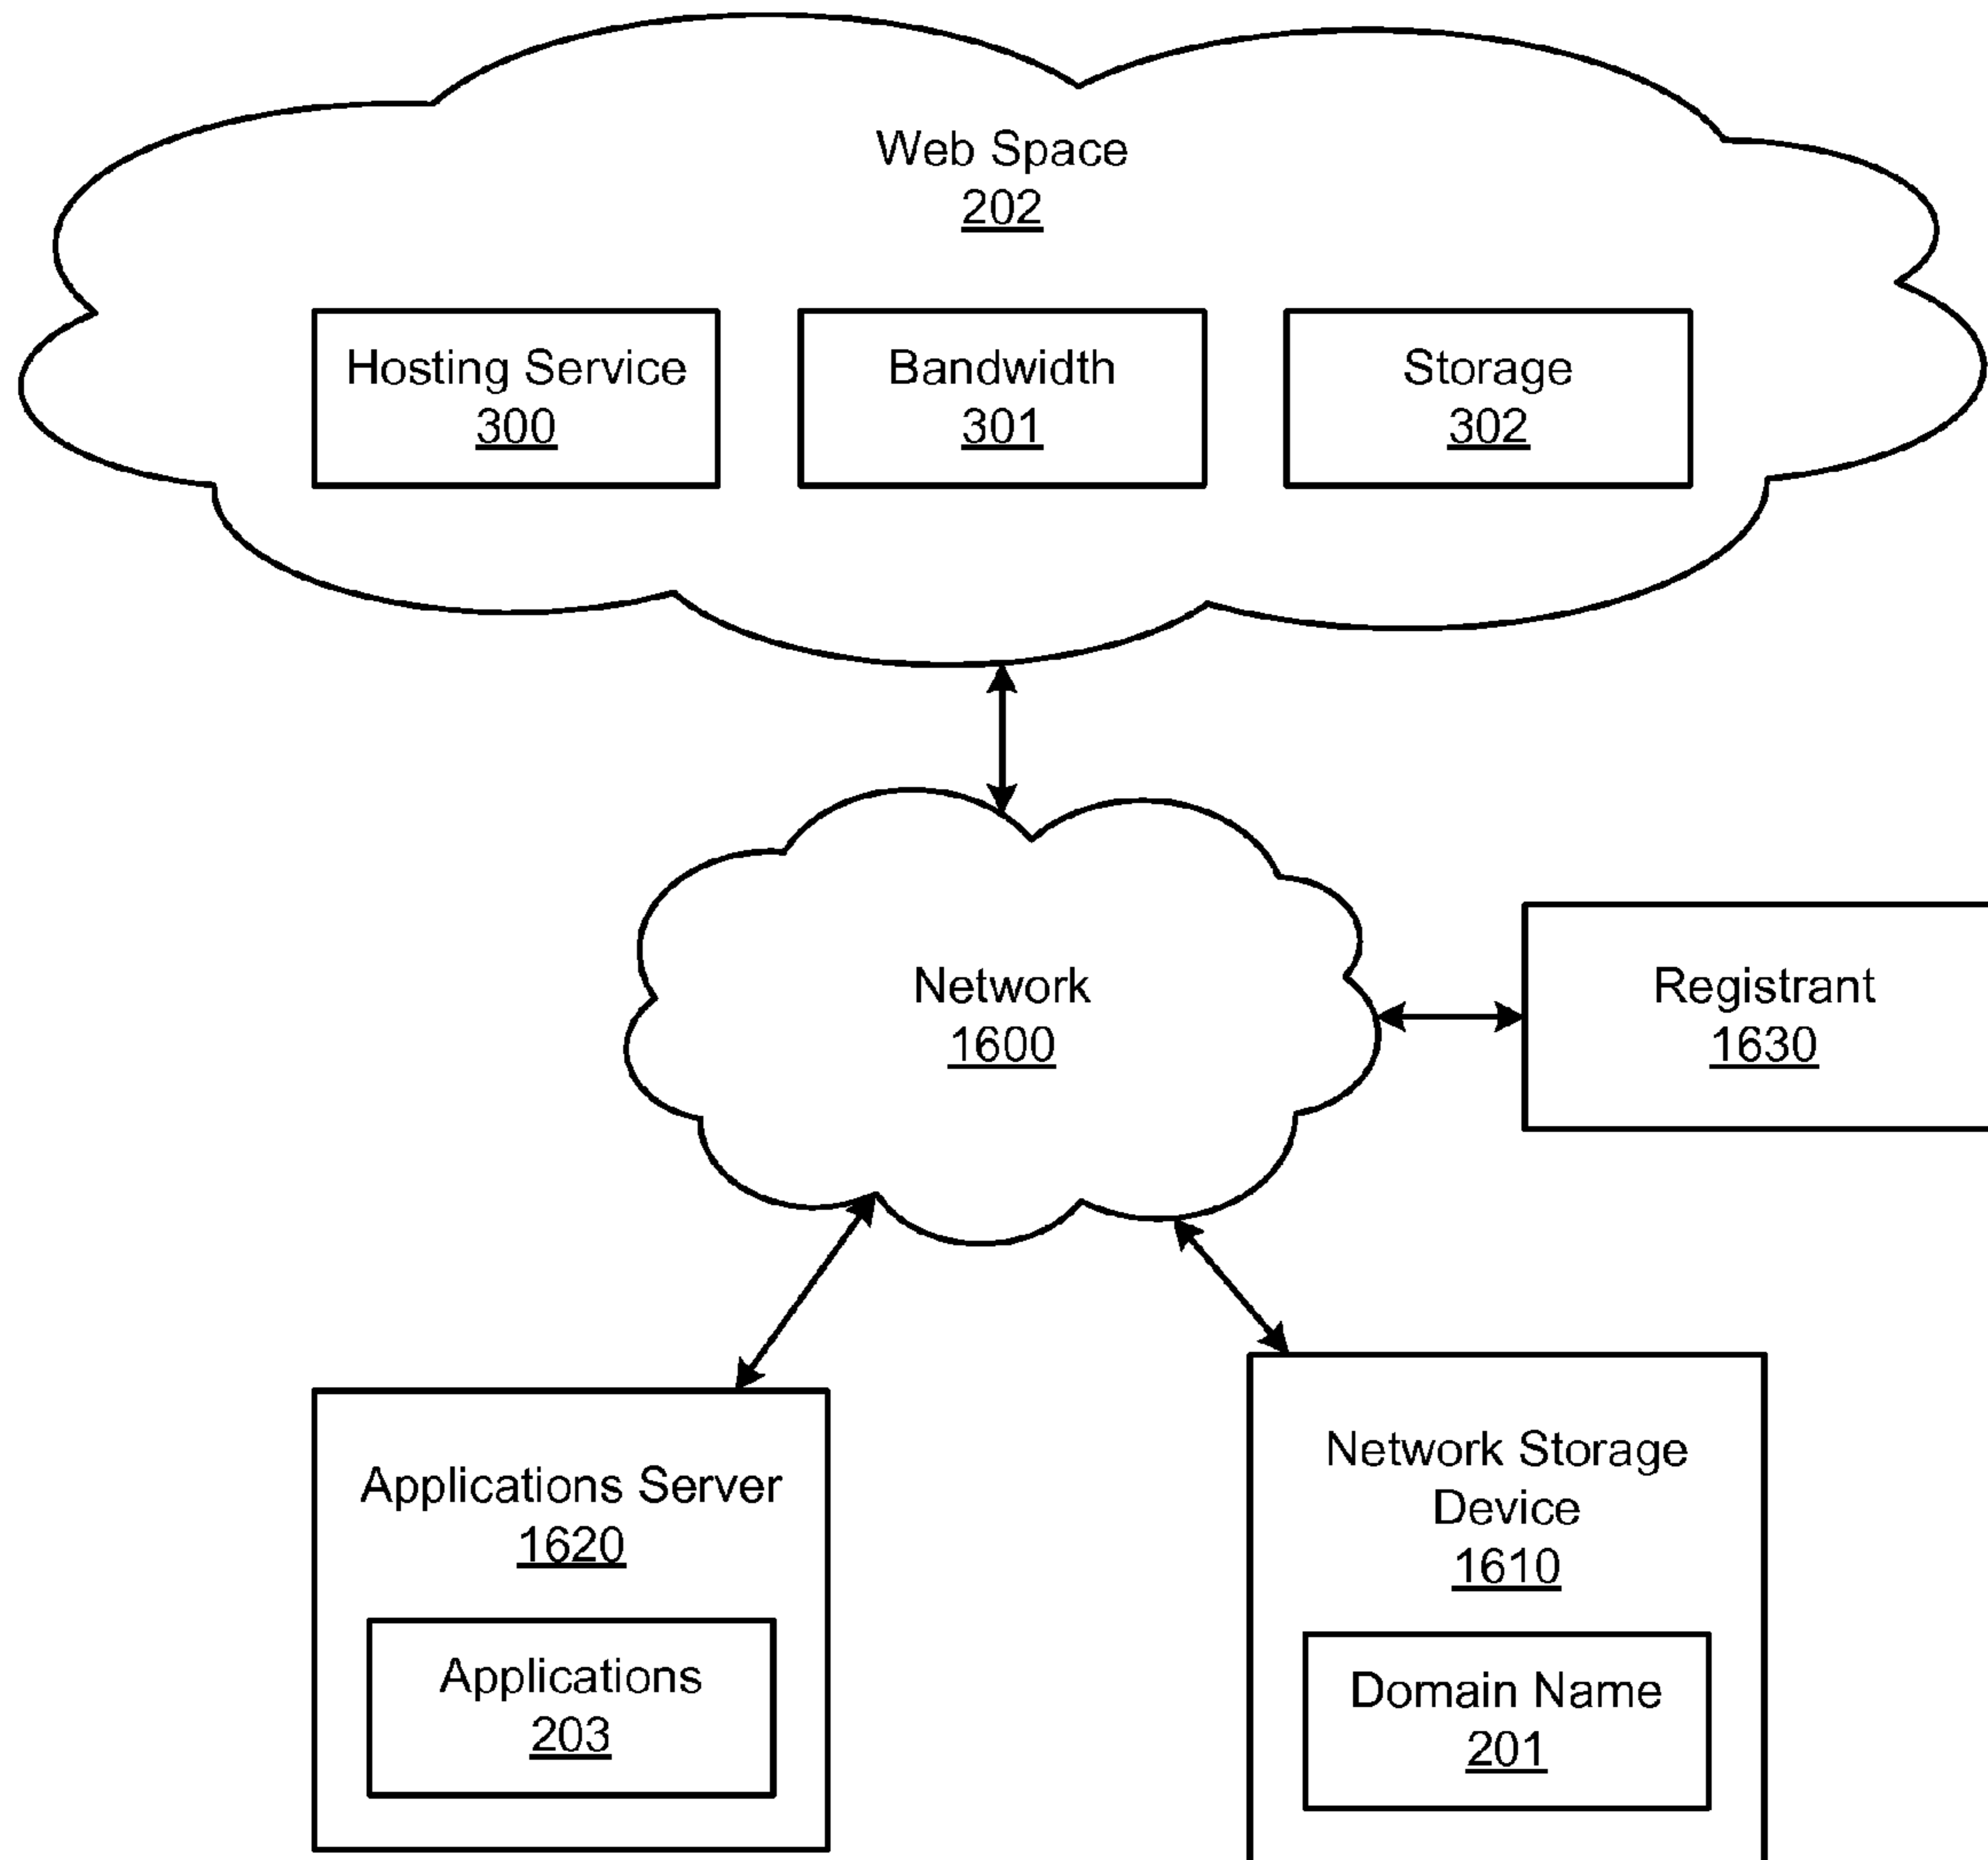 Web Space
202
Hosting Service
300
Bandwidth
301
Storage
302
Network
1600
Registrant
1630
Applications Server
1620
Applications
203
Network Storage
Device
1610
Domain Name
201